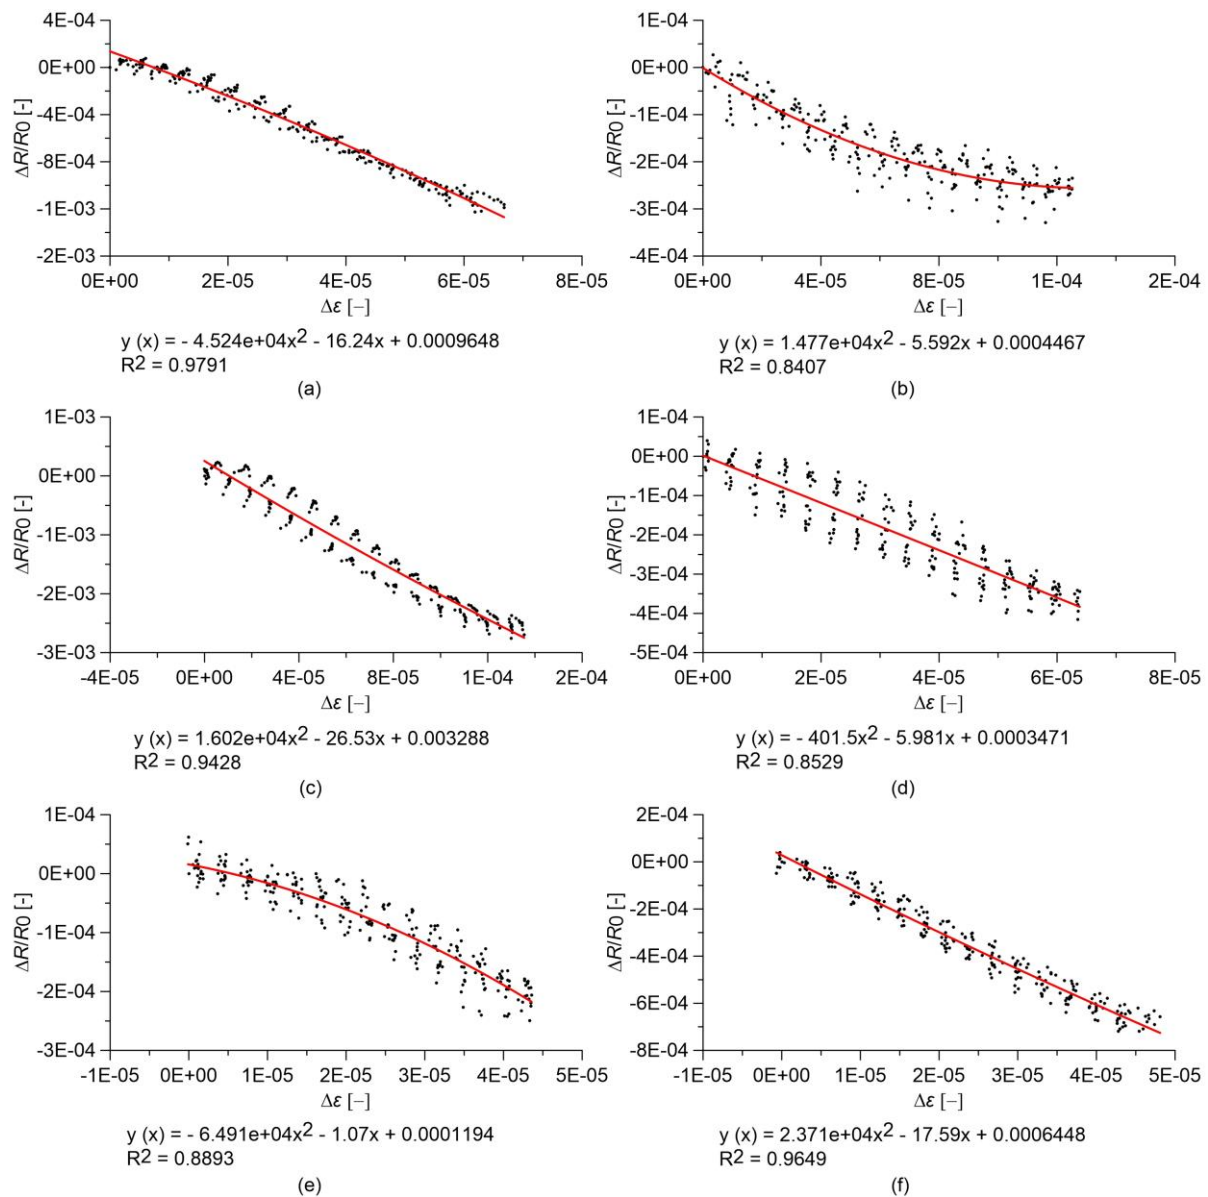 4E-04
0E+00
-4E-04
-8E-04
-1E-03
-2E-03
ΔR/R0 [-]
0E+00 2E-05 4E-05 6E-05 8E-05
Δε [–]
y (x) = - 4.524e+04x² - 16.24x + 0.0009648
R² = 0.9791
(a)
1E-04
0E+00
-1E-04
-2E-04
-3E-04
-4E-04
ΔR/R0 [-]
0E+00 4E-05 8E-05 1E-04 2E-04
Δε [–]
y (x) = 1.477e+04x² - 5.592x + 0.0004467
R² = 0.8407
(b)
1E-03
0E+00
-1E-03
-2E-03
-3E-03
ΔR/R0 [-]
-4E-05 0E+00 4E-05 8E-05 1E-04 2E-04
Δε [–]
y (x) = 1.602e+04x² - 26.53x + 0.003288
R² = 0.9428
(c)
1E-04
0E+00
-1E-04
-2E-04
-3E-04
-4E-04
-5E-04
ΔR/R0 [-]
0E+00 2E-05 4E-05 6E-05 8E-05
Δε [–]
y (x) = - 401.5x² - 5.981x + 0.0003471
R² = 0.8529
(d)
1E-04
0E+00
-1E-04
-2E-04
-3E-04
ΔR/R0 [-]
-1E-05 0E+00 1E-05 2E-05 3E-05 4E-05 5E-05
Δε [–]
y (x) = - 6.491e+04x² - 1.07x + 0.0001194
R² = 0.8893
(e)
2E-04
0E+00
-2E-04
-4E-04
-6E-04
-8E-04
ΔR/R0 [-]
-1E-05 0E+00 1E-05 2E-05 3E-05 4E-05 5E-05
Δε [–]
y (x) = 2.371e+04x² - 17.59x + 0.0006448
R² = 0.9649
(f)